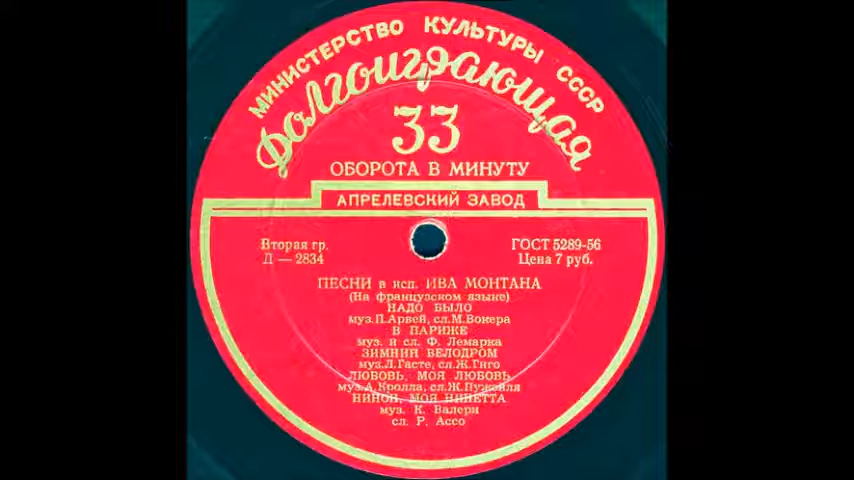 МИНИСТЕРСТВО КУЛЬТУРЫ СССР
Долгоиграющая
33
ОБОРОТА В МИНУТУ
АПРЕЛЕВСКИЙ ЗАВОД
Вторая гр.
Д — 2834
ГОСТ 5289-56
Цена 7 руб.
ПЕСНИ в исп. ИВА МОНТАНА
(На французском языке)
НАДО БЫЛО
муз.П.Арвей, сл.М.Вокера
В ПАРИЖЕ
муз. и сл. Ф. Лемарка
ЗИМНИЙ ВЕЛОДРОМ
муз.Л.Гасте, сл.Ж.Гиго
ЛЮБОВЬ, МОЯ ЛЮБОВЬ
муз.А.Кролла, сл.Ж.Пужейля
НИНОН, МОЯ НИНЕТТА
муз. К. Валери
сл. Р. Ассо